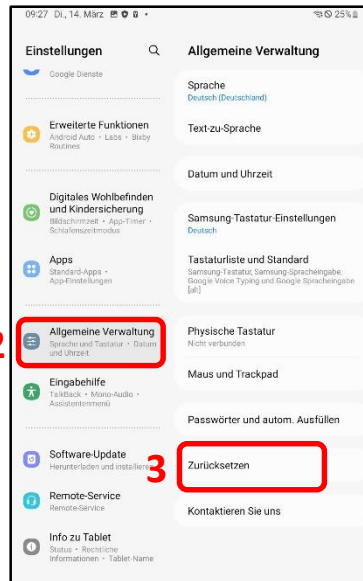 09:27 Di., 14. März
25%
Einstellungen
Google Dienste
Erweiterte Funktionen
Android Auto • Labs • Bixby
Routines
Digitales Wohlbefinden
und Kindersicherung
Bildschirmzeit • App-Timer •
Schlafenszeitmodus
Apps
Standard-Apps •
App-Einstellungen
2
Allgemeine Verwaltung
Sprache und Tastatur • Datum
und Uhrzeit
Eingabehilfe
TalkBack • Mono-Audio •
Assistentenmenü
Software-Update
Herunterladen und installieren
Remote-Service
Remote-Service
Info zu Tablet
Status • Rechtliche
Informationen • Tablet-Name
Allgemeine Verwaltung
Sprache
Deutsch (Deutschland)
Text-zu-Sprache
Datum und Uhrzeit
Samsung-Tastatur-Einstellungen
Deutsch
Tastaturliste und Standard
Samsung-Tastatur, Samsung-Spracheingabe,
Google Voice Typing und Google Spracheingabe
[alt]
Physische Tastatur
Nicht verbunden
Maus und Trackpad
Passwörter und autom. Ausfüllen
3
Zurücksetzen
Kontaktieren Sie uns